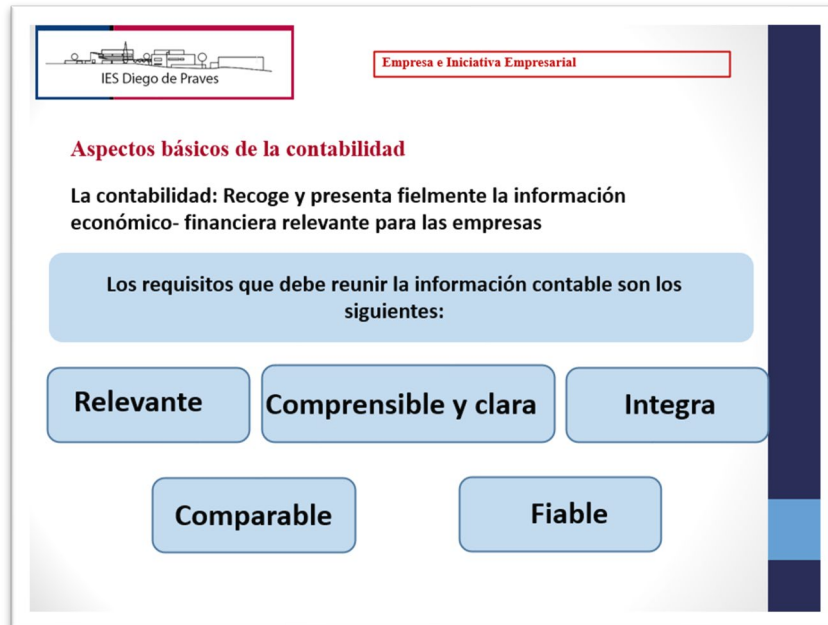 IES Diego de Praves
Empresa e Iniciativa Empresarial
Aspectos básicos de la contabilidad
La contabilidad: Recoge y presenta fielmente la información
económico- financiera relevante para las empresas
Los requisitos que debe reunir la información contable son los
siguientes:
Relevante
Comprensible y clara
Integra
Comparable
Fiable